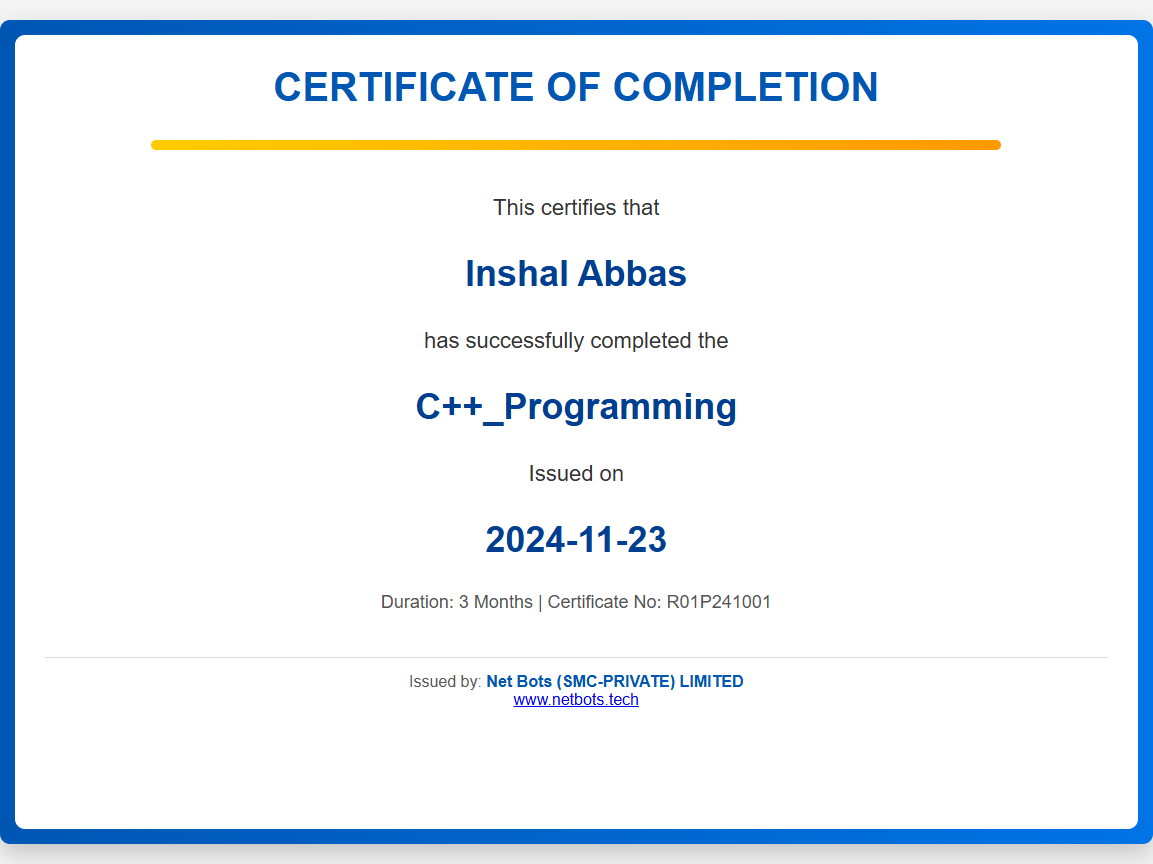 CERTIFICATE OF COMPLETION
This certifies that
Inshal Abbas
has successfully completed the
C++_Programming
Issued on
2024-11-23
Duration: 3 Months | Certificate No: R01P241001
Issued by: Net Bots (SMC-PRIVATE) LIMITED
www.netbots.tech